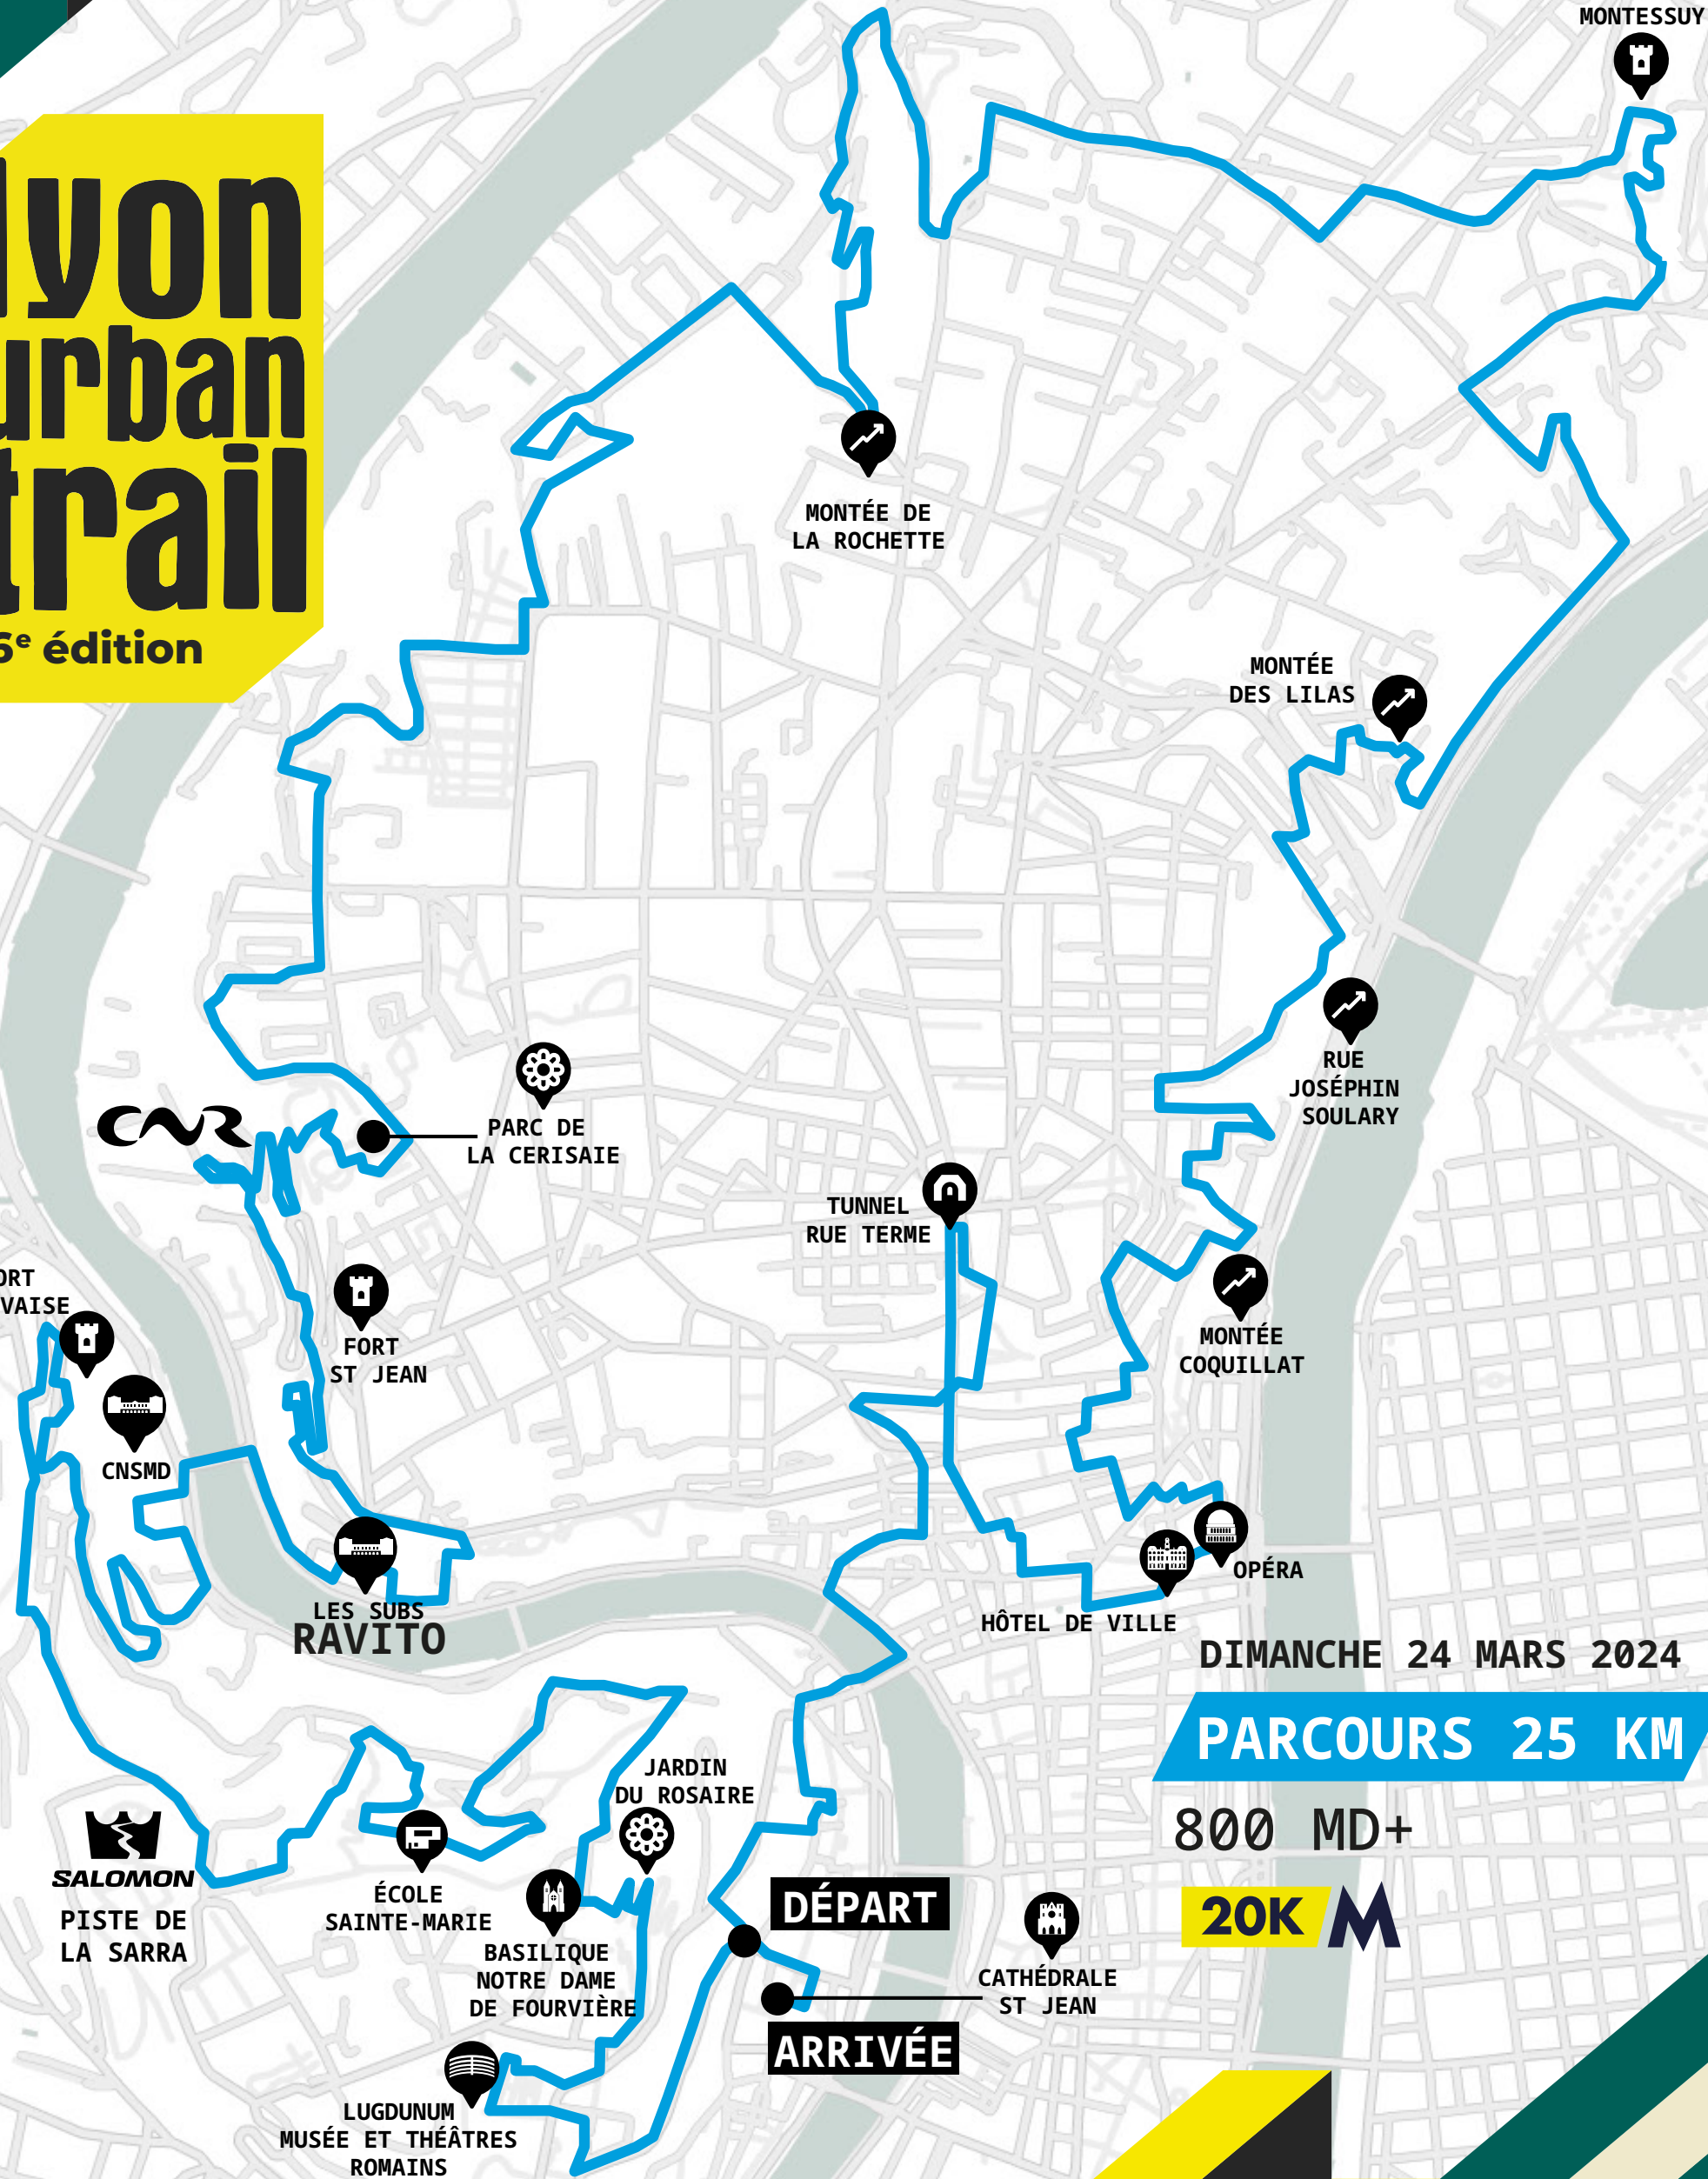 MONTESSUY
lyon
urban
trail
6e édition
MONTÉE DE
LA ROCHETTE
MONTÉE
DES LILAS
RUE
JOSÉPHIN
SOULARY
PARC DE
LA CERISAIE
CNR
TUNNEL
RUE TERME
ORT
VAISE
FORT
ST JEAN
MONTÉE
COQUILLAT
CNSMD
OPÉRA
LES SUBS
RAVITO
HÔTEL DE VILLE
DIMANCHE 24 MARS 2024
PARCOURS 25 KM
800 MD+
20K M
JARDIN
DU ROSAIRE
SALOMON
PISTE DE
LA SARRA
ÉCOLE
SAINTE-MARIE
BASILIQUE
NOTRE DAME
DE FOURVIÈRE
DÉPART
CATHÉDRALE
ST JEAN
ARRIVÉE
LUGDUNUM
MUSÉE ET THÉÂTRES
ROMAINS